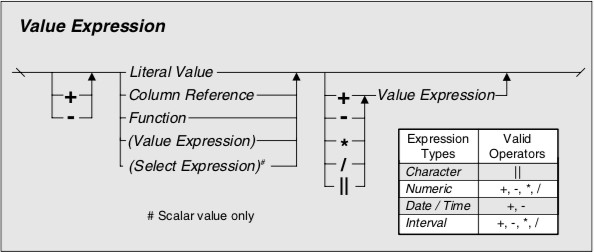 Value Expression
Literal Value
+ Column Reference + Value Expression
- Function -
(Value Expression) *
(Select Expression)# /
||
# Scalar value only
Expression Types Valid Operators
Character ||
Numeric +, -, *, /
Date / Time +, -
Interval +, -, *, /